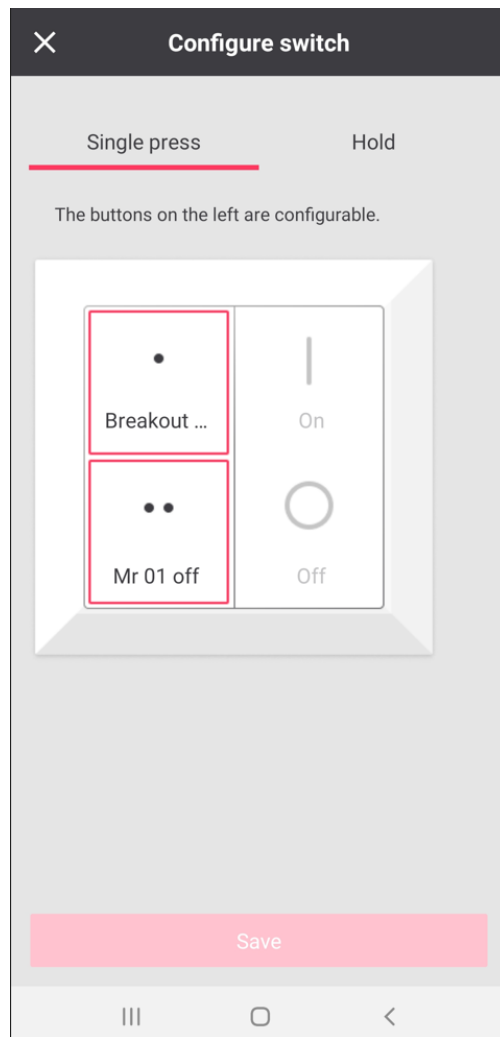 Configure switch
Single press Hold
The buttons on the left are configurable.
Breakout ... On
Mr 01 off Off
Save